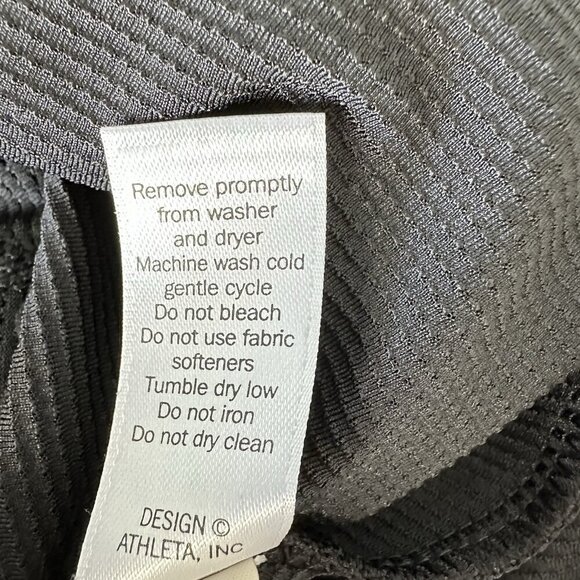 Remove promptly
from washer
and dryer
Machine wash cold
gentle cycle
Do not bleach
Do not use fabric
softeners
Tumble dry low
Do not iron
Do not dry clean
DESIGN ©
ATHLETA, INC